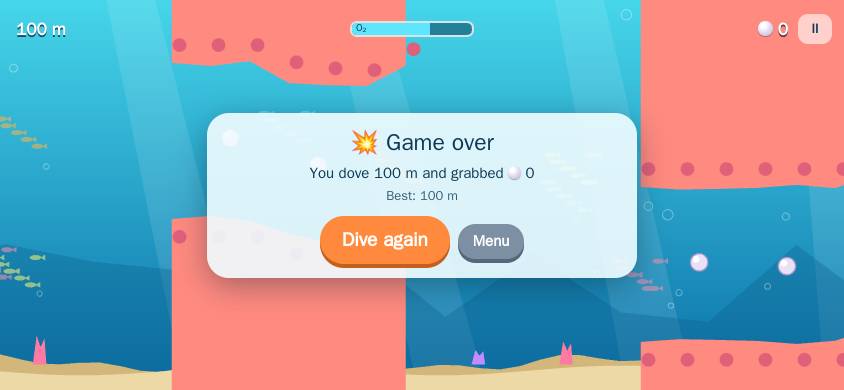 100 m
O₂
0
💥 Game over
You dove 100 m and grabbed 0
Best: 100 m
Dive again
Menu